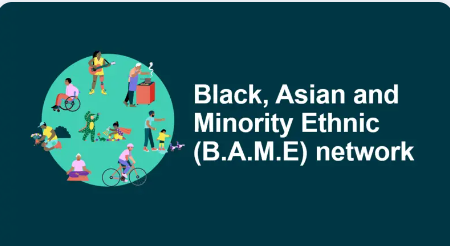 Black, Asian and
Minority Ethnic
(B.A.M.E) network